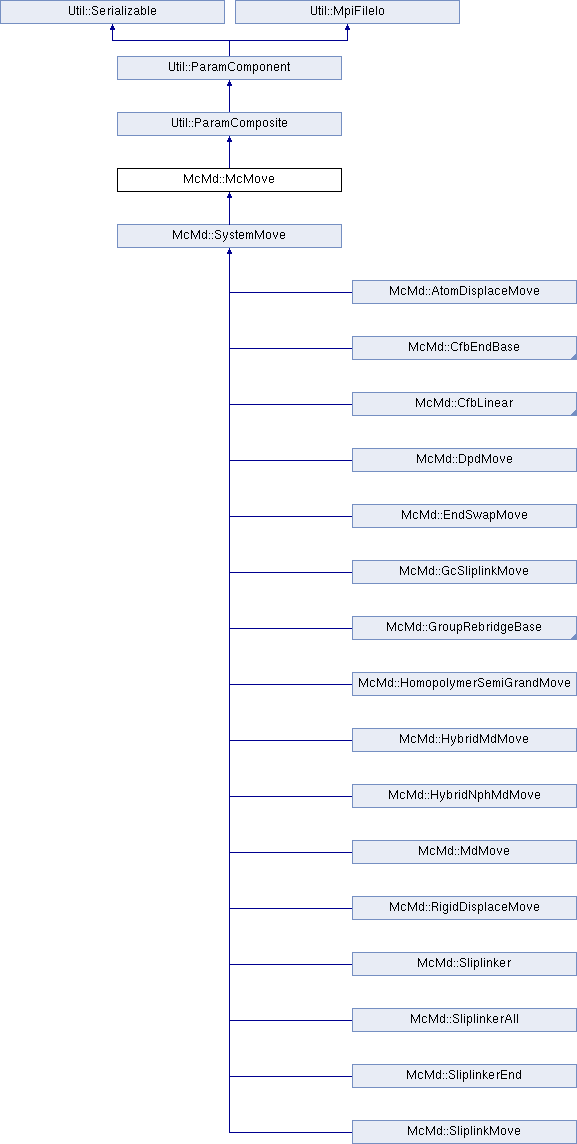 Util::Serializable
Util::MpiFileIo
Util::ParamComponent
Util::ParamComposite
McMd::McMove
McMd::SystemMove
McMd::AtomDisplaceMove
McMd::CfbEndBase
McMd::CfbLinear
McMd::DpdMove
McMd::EndSwapMove
McMd::GcSliplinkMove
McMd::GroupRebridgeBase
McMd::HomopolymerSemiGrandMove
McMd::HybridMdMove
McMd::HybridNphMdMove
McMd::MdMove
McMd::RigidDisplaceMove
McMd::Sliplinker
McMd::SliplinkerAll
McMd::SliplinkerEnd
McMd::SliplinkMove